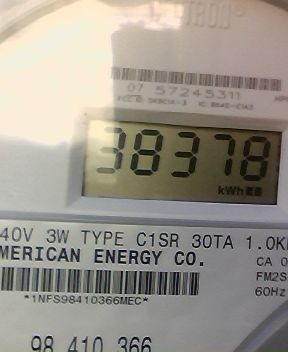 TRON®
07 57245311
38378
kWh
40V 3W TYPE C1SR 30TA 1.0K
MERICAN ENERGY CO.
CA 0
FM2S
60Hz
*1NFS98410366MEC*
98 410 366